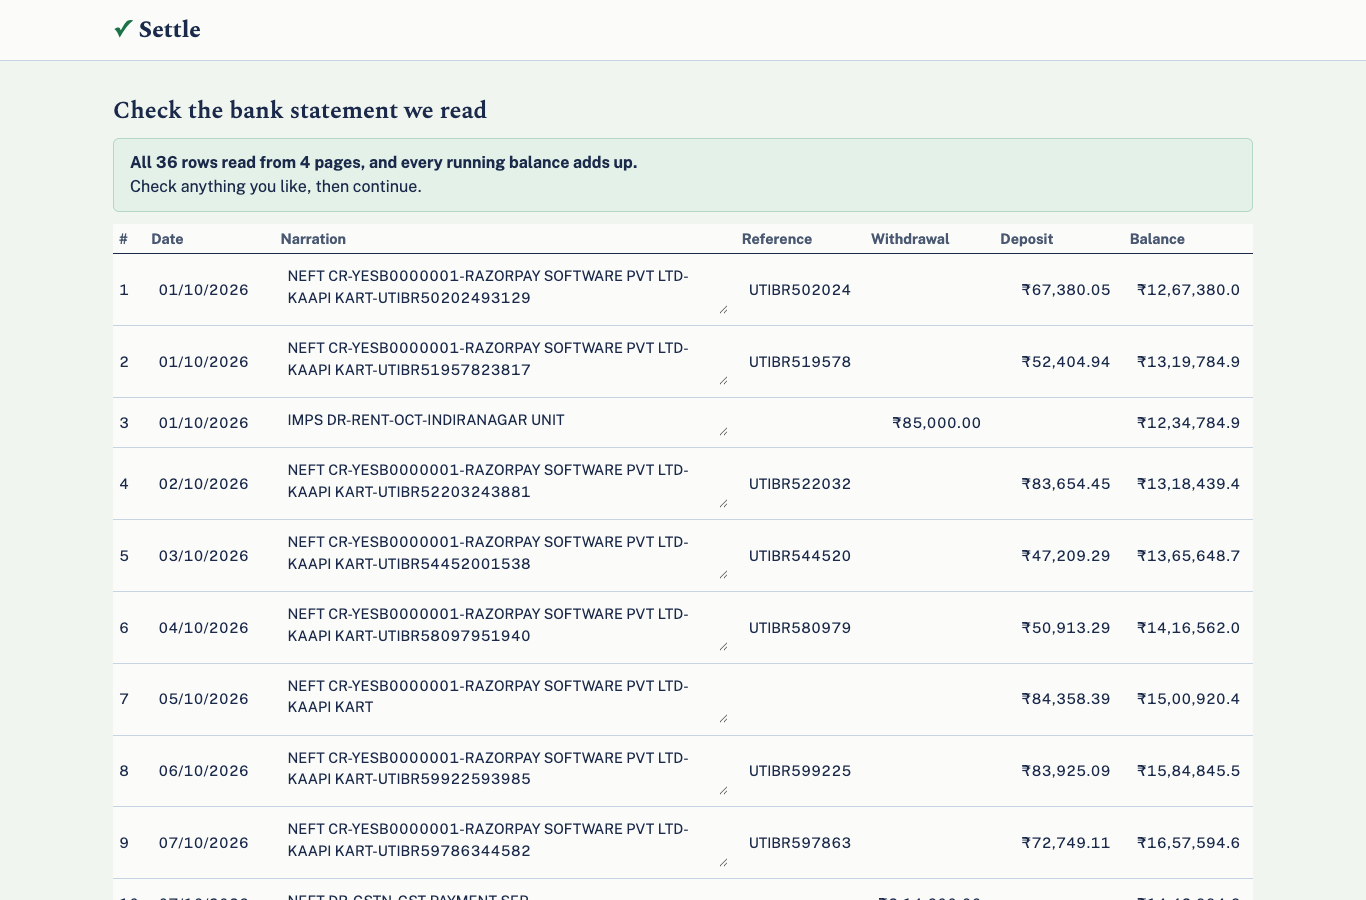 Settle
Check the bank statement we read
All 36 rows read from 4 pages, and every running balance adds up.
Check anything you like, then continue.
# Date Narration Reference Withdrawal Deposit Balance
1 01/10/2026 NEFT CR-YESB0000001-RAZORPAY SOFTWARE PVT LTD-
KAAPI KART-UTIBR50202493129 UTIBR502024 ₹67,380.05 ₹12,67,380.0
2 01/10/2026 NEFT CR-YESB0000001-RAZORPAY SOFTWARE PVT LTD-
KAAPI KART-UTIBR51957823817 UTIBR519578 ₹52,404.94 ₹13,19,784.9
3 01/10/2026 IMPS DR-RENT-OCT-INDIRANAGAR UNIT ₹85,000.00 ₹12,34,784.9
4 02/10/2026 NEFT CR-YESB0000001-RAZORPAY SOFTWARE PVT LTD-
KAAPI KART-UTIBR52203243881 UTIBR522032 ₹83,654.45 ₹13,18,439.4
5 03/10/2026 NEFT CR-YESB0000001-RAZORPAY SOFTWARE PVT LTD-
KAAPI KART-UTIBR54452001538 UTIBR544520 ₹47,209.29 ₹13,65,648.7
6 04/10/2026 NEFT CR-YESB0000001-RAZORPAY SOFTWARE PVT LTD-
KAAPI KART-UTIBR58097951940 UTIBR580979 ₹50,913.29 ₹14,16,562.0
7 05/10/2026 NEFT CR-YESB0000001-RAZORPAY SOFTWARE PVT LTD-
KAAPI KART ₹84,358.39 ₹15,00,920.4
8 06/10/2026 NEFT CR-YESB0000001-RAZORPAY SOFTWARE PVT LTD-
KAAPI KART-UTIBR59922593985 UTIBR599225 ₹83,925.09 ₹15,84,845.5
9 07/10/2026 NEFT CR-YESB0000001-RAZORPAY SOFTWARE PVT LTD-
KAAPI KART-UTIBR59786344582 UTIBR597863 ₹72,749.11 ₹16,57,594.6